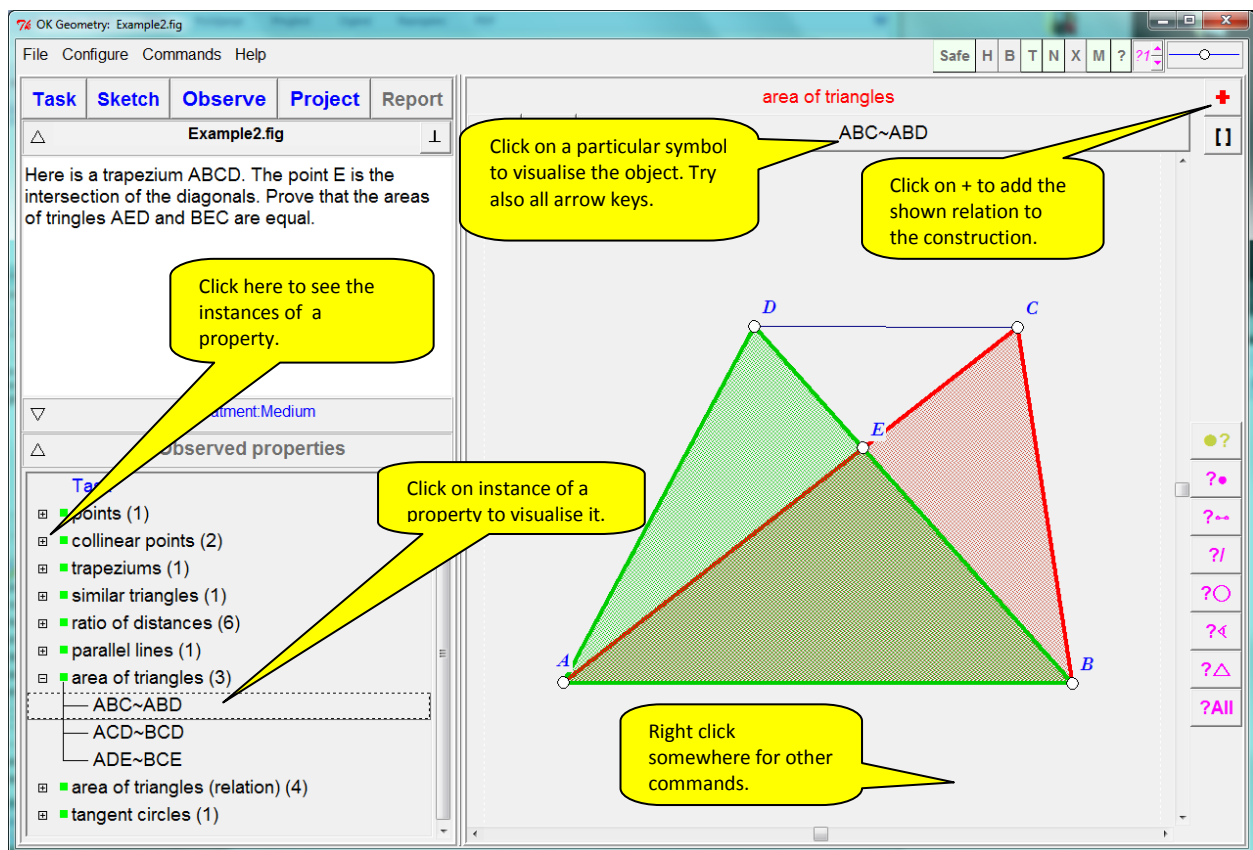 OK Geometry: Example2.fig
File Configure Commands Help
Safe H B T N X M ? ?1
Task Sketch Observe Project Report
Example2.fig
Here is a trapezium ABCD. The point E is the
intersection of the diagonals. Prove that the areas
of tringles AED and BEC are equal.
Click here to see the
instances of a
property.
Medium
Observed properties
Click on instance of a
property to visualise it.
points (1)
collinear points (2)
trapeziums (1)
similar triangles (1)
ratio of distances (6)
parallel lines (1)
area of triangles (3)
ABC~ABD
ACD~BCD
ADE~BCE
area of triangles (relation) (4)
tangent circles (1)
area of triangles
+
ABC~ABD
[ ]
Click on a particular symbol
to visualise the object. Try
also all arrow keys.
Click on + to add the
shown relation to
the construction.
D
C
E
A
B
Right click
somewhere for other
commands.
?
?
?
?/
?
?
?
?All